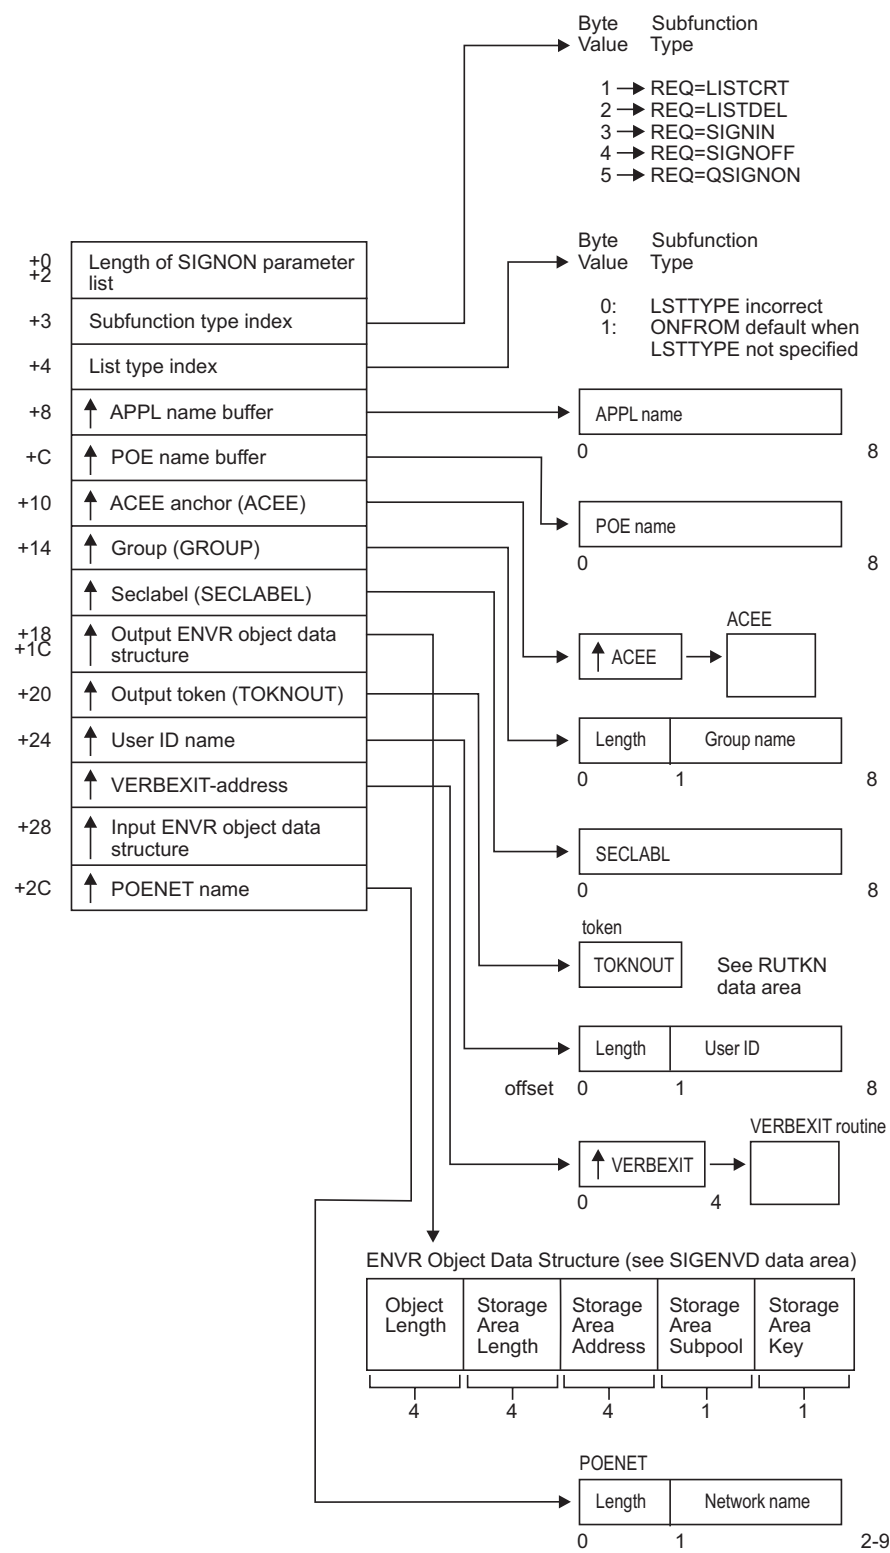 Byte Subfunction
Value Type
1 REQ=LISTCRT
2 REQ=LISTDEL
3 REQ=SIGNIN
4 REQ=SIGNOFF
5 REQ=QSIGNON
Byte Subfunction
Value Type
0: LSTTYPE incorrect
1: ONFROM default when
LSTTYPE not specified
+0
+2
Length of SIGNON parameter
list
+3 Subfunction type index
+4 List type index
+8 APPL name buffer
+C POE name buffer
+10 ACEE anchor (ACEE)
+14 Group (GROUP)
Seclabel (SECLABEL)
+18
+1C
Output ENVR object data
structure
+20 Output token (TOKNOUT)
+24 User ID name
VERBEXIT-address
+28 Input ENVR object data
structure
+2C POENET name
APPL name
0 8
POE name
0 8
ACEE
ACEE
Length Group name
0 1 8
SECLABL
0 8
token
TOKNOUT
See RUTKN
data area
Length User ID
offset 0 1 8
VERBEXIT routine
VERBEXIT
0 4
ENVR Object Data Structure (see SIGENVD data area)
Object
Length
Storage
Area
Length
Storage
Area
Address
Storage
Area
Subpool
Storage
Area
Key
4 4 4 1 1
POENET
Length Network name
0 1 2-9